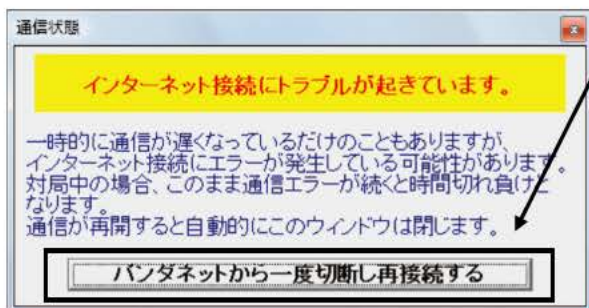 通信状態
インターネット接続にトラブルが起きています。
一時的に通信が遅くなっているだけのこともありますが、
インターネット接続にエラーが発生している可能性があります。
対局中の場合、このまま通信エラーが続くと時間切れ負けと
なります。
通信が再開すると自動的にこのウィンドウは閉じます。
パンダネットから一度切断し再接続する